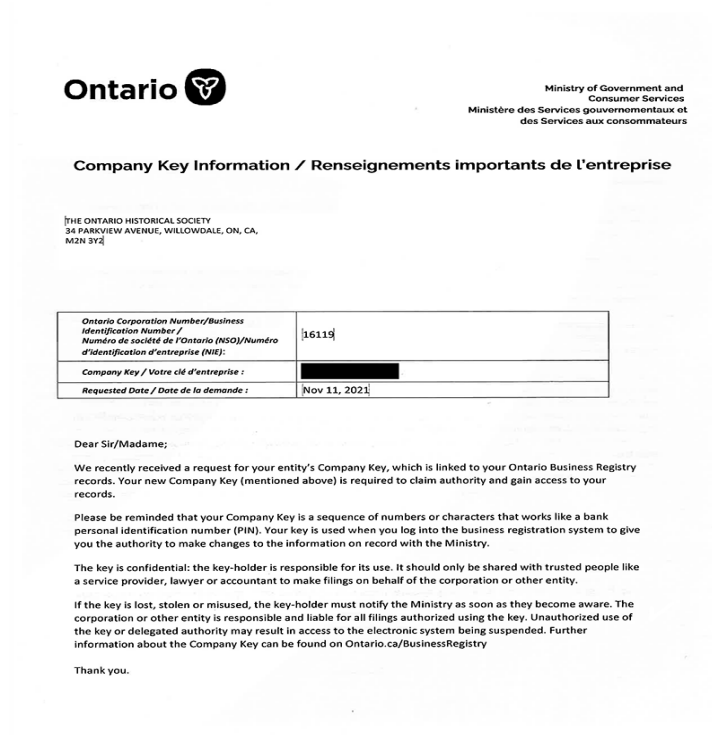 Ontario
Ministry of Government and
Consumer Services
Ministère des Services gouvernementaux et
des Services aux consommateurs
Company Key Information / Renseignements importants de l'entreprise
THE ONTARIO HISTORICAL SOCIETY
34 PARKVIEW AVENUE, WILLOWDALE, ON, CA,
M2N 3Y2
Ontario Corporation Number/Business
Identification Number /
Numéro de société de l'Ontario (NSO)/Numéro
d'identification d'entreprise (NIE):
16119
Company Key / Votre clé d'entreprise :
Requested Date / Date de la demande :
Nov 11, 2021
Dear Sir/Madame;
We recently received a request for your entity's Company Key, which is linked to your Ontario Business Registry
records. Your new Company Key (mentioned above) is required to claim authority and gain access to your
records.
Please be reminded that your Company Key is a sequence of numbers or characters that works like a bank
personal identification number (PIN). Your key is used when you log into the business registration system to give
you the authority to make changes to the information on record with the Ministry.
The key is confidential: the key-holder is responsible for its use. It should only be shared with trusted people like
a service provider, lawyer or accountant to make filings on behalf of the corporation or other entity.
If the key is lost, stolen or misused, the key-holder must notify the Ministry as soon as they become aware. The
corporation or other entity is responsible and liable for all filings authorized using the key. Unauthorized use of
the key or delegated authority may result in access to the electronic system being suspended. Further
information about the Company Key can be found on Ontario.ca/BusinessRegistry
Thank you.